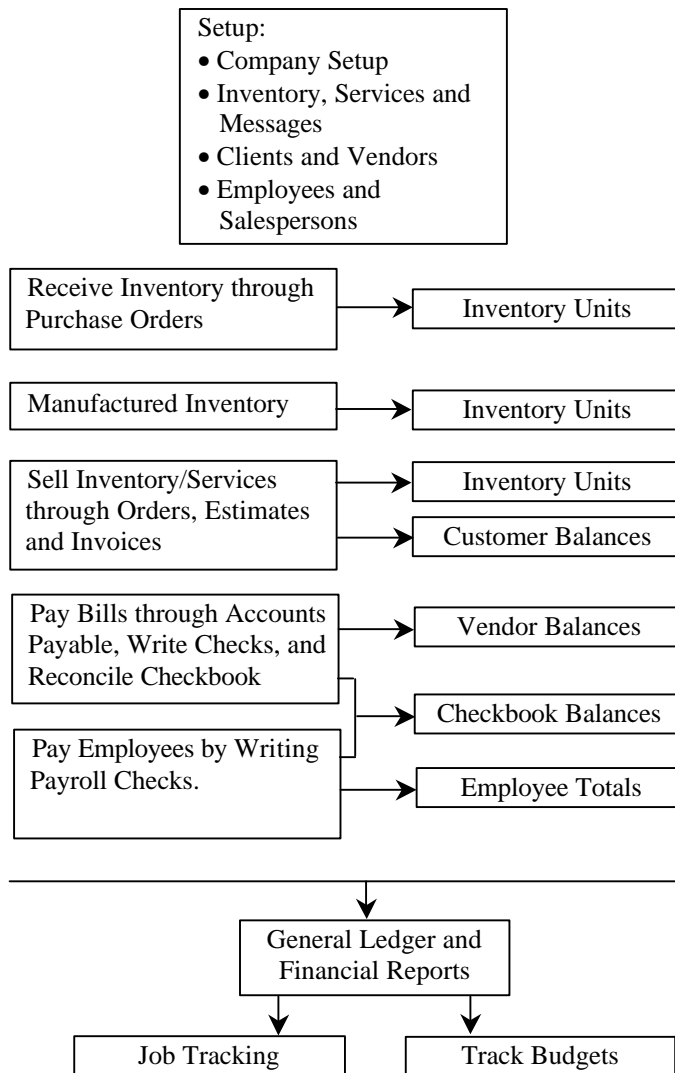 Setup:
• Company Setup
• Inventory, Services and
Messages
• Clients and Vendors
• Employees and
Salespersons
Receive Inventory through
Purchase Orders
Inventory Units
Manufactured Inventory
Inventory Units
Sell Inventory/Services
through Orders, Estimates
and Invoices
Inventory Units
Customer Balances
Pay Bills through Accounts
Payable, Write Checks, and
Reconcile Checkbook
Vendor Balances
Checkbook Balances
Pay Employees by Writing
Payroll Checks.
Employee Totals
General Ledger and
Financial Reports
Job Tracking
Track Budgets